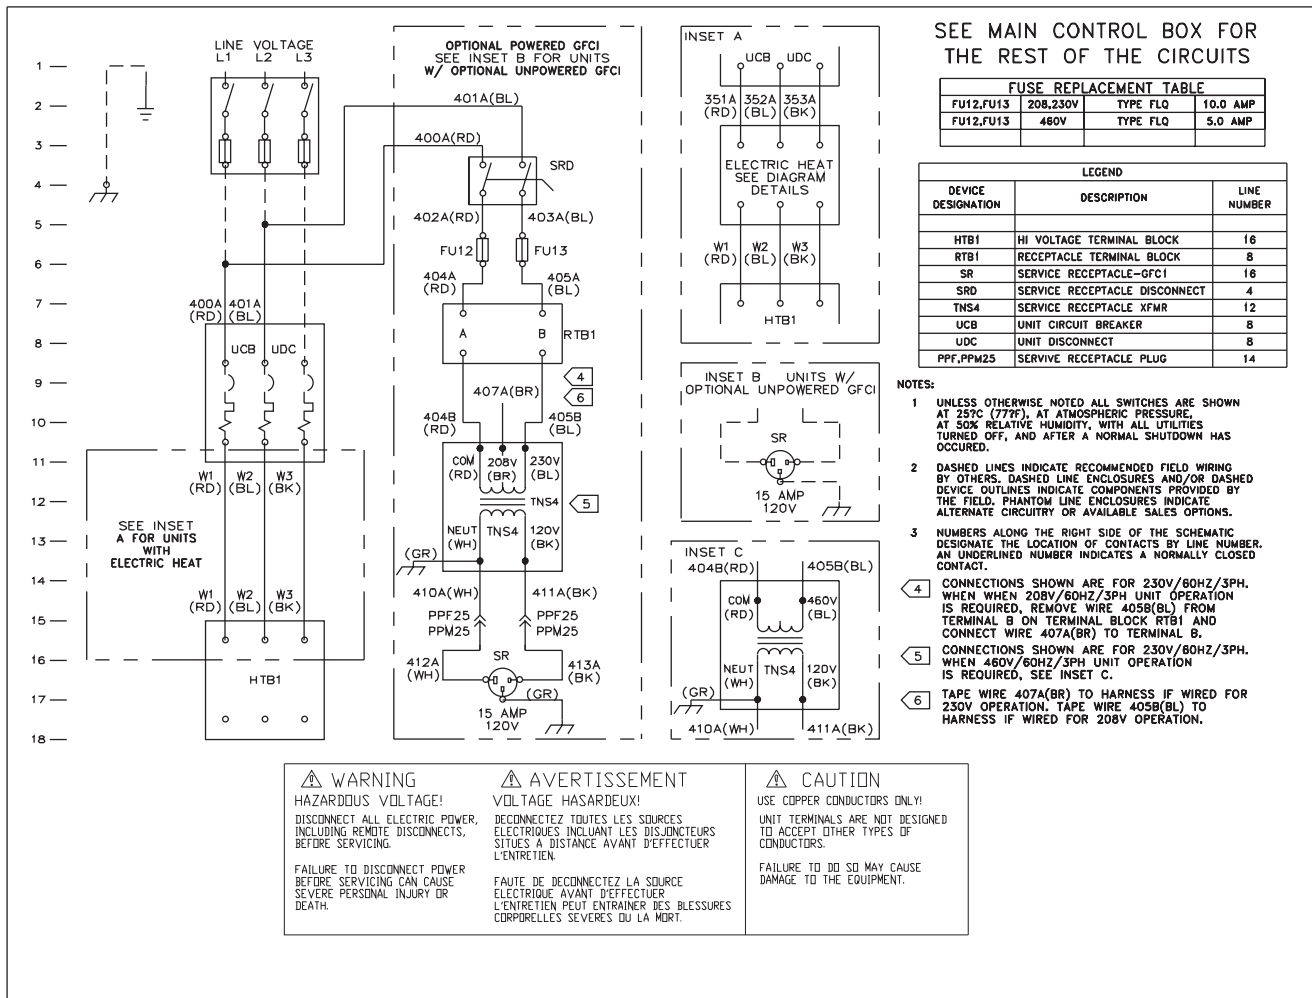 LINE VOLTAGE
L1 L2 L3
1
2
3
4
5
6
7
8
9
10
11
12
13
14
15
16
17
18
400A 401A
(RD) (BL)
UCB UDC
W1 W2 W3
(RD) (BL) (BK)
SEE INSET
A FOR UNITS
WITH
ELECTRIC HEAT
W1 W2 W3
(RD) (BL) (BK)
HTB1
OPTIONAL POWERED GFCI
SEE INSET B FOR UNITS
W/ OPTIONAL UNPOWERED GFCI
401A(BL)
400A(RD)
SRD
402A(RD) 403A(BL)
FU12 FU13
404A 405A
(RD) (BL)
A B RTB1
4
407A(BR) 6
404B 405B
(RD) (BL)
COM 208V 230V
(RD) (BR) (BL)
TNS4 5
NEUT TNS4 120V
(WH) (BK)
(GR)
410A(WH) 411A(BK)
PPF25 PPF25
PPM25 PPM25
412A SR 413A
(WH) (BK)
(GR)
15 AMP
120V
INSET A
UCB UDC
351A 352A 353A
(RD) (BL) (BK)
ELECTRIC HEAT
SEE DIAGRAM
DETAILS
W1 W2 W3
(RD) (BL) (BK)
HTB1
INSET B UNITS W/
OPTIONAL UNPOWERED GFCI
SR
15 AMP
120V
INSET C
404B(RD) 405B(BL)
COM 460V
(RD) (BL)
NEUT TNS4 120V
(WH) (BK)
(GR)
410A(WH) 411A(BK)
SEE MAIN CONTROL BOX FOR
THE REST OF THE CIRCUITS
FUSE REPLACEMENT TABLE
FU12,FU13 208,230V TYPE FLQ 10.0 AMP
FU12,FU13 460V TYPE FLQ 5.0 AMP
LEGEND
DEVICE DESIGNATION DESCRIPTION LINE NUMBER
HTB1 HI VOLTAGE TERMINAL BLOCK 16
RTB1 RECEPTACLE TERMINAL BLOCK 8
SR SERVICE RECEPTACLE-GFCI 16
SRD SERVICE RECEPTACLE DISCONNECT 4
TNS4 SERVICE RECEPTACLE XFMR 12
UCB UNIT CIRCUIT BREAKER 8
UDC UNIT DISCONNECT 8
PPF,PPM25 SERVIVE RECEPTACLE PLUG 14
NOTES:
1 UNLESS OTHERWISE NOTED ALL SWITCHES ARE SHOWN
AT 25?C (77?F), AT ATMOSPHERIC PRESSURE,
AT 50% RELATIVE HUMIDITY, WITH ALL UTILITIES
TURNED OFF, AND AFTER A NORMAL SHUTDOWN HAS
OCCURED.
2 DASHED LINES INDICATE RECOMMENDED FIELD WIRING
BY OTHERS. DASHED LINE ENCLOSURES AND/OR DASHED
DEVICE OUTLINES INDICATE COMPONENTS PROVIDED BY
THE FIELD. PHANTOM LINE ENCLOSURES INDICATE
ALTERNATE CIRCUITRY OR AVAILABLE SALES OPTIONS.
3 NUMBERS ALONG THE RIGHT SIDE OF THE SCHEMATIC
DESIGNATE THE LOCATION OF CONTACTS BY LINE NUMBER.
AN UNDERLINED NUMBER INDICATES A NORMALLY CLOSED
CONTACT.
4 CONNECTIONS SHOWN ARE FOR 230V/60HZ/3PH.
WHEN WHEN 208V/60HZ/3PH UNIT OPERATION
IS REQUIRED, REMOVE WIRE 405B(BL) FROM
TERMINAL B ON TERMINAL BLOCK RTB1 AND
CONNECT WIRE 407A(BR) TO TERMINAL B.
5 CONNECTIONS SHOWN ARE FOR 230V/60HZ/3PH.
WHEN 460V/60HZ/3PH UNIT OPERATION
IS REQUIRED, SEE INSET C.
6 TAPE WIRE 407A(BR) TO HARNESS IF WIRED FOR
230V OPERATION. TAPE WIRE 405B(BL) TO
HARNESS IF WIRED FOR 208V OPERATION.
WARNING
HAZARDOUS VOLTAGE!
DISCONNECT ALL ELECTRIC POWER,
INCLUDING REMOTE DISCONNECTS,
BEFORE SERVICING.
FAILURE TO DISCONNECT POWER
BEFORE SERVICING CAN CAUSE
SEVERE PERSONAL INJURY OR
DEATH.
AVERTISSEMENT
VOLTAGE HASARDEUX!
DECONNECTEZ TOUTES LES SOURCES
ELECTRIQUES INCLUANT LES DISJONCTEURS
SITUES A DISTANCE AVANT D'EFFECTUER
L'ENTRETIEN.
FAUTE DE DECONNECTEZ LA SOURCE
ELECTRIQUE AVANT D'EFFECTUER
L'ENTRETIEN PEUT ENTRAINER DES BLESSURES
CORPORELLES SEVERES OU LA MORT.
CAUTION
USE COPPER CONDUCTORS ONLY!
UNIT TERMINALS ARE NOT DESIGNED
TO ACCEPT OTHER TYPES OF
CONDUCTORS.
FAILURE TO DO SO MAY CAUSE
DAMAGE TO THE EQUIPMENT.